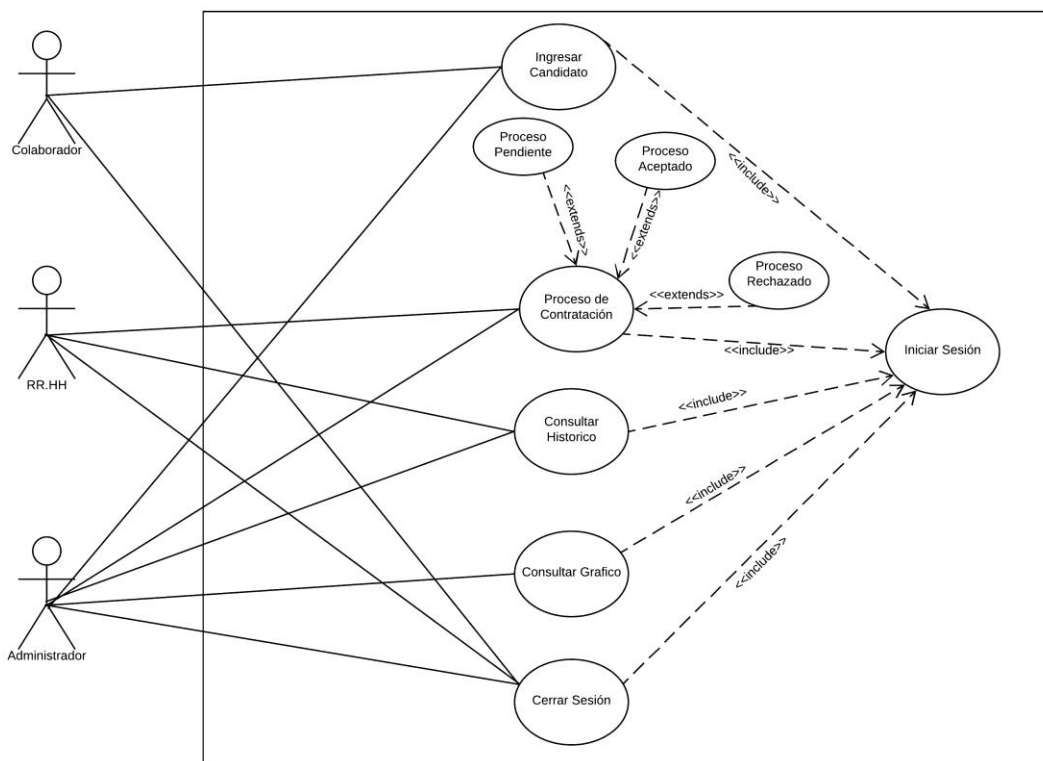 Ingresar
Candidato
Colaborador
Proceso
Pendiente
Proceso
Aceptado
<<include>>
<<extends>>
<<extends>>
Proceso
Rechazado
<<extends>>
Proceso de
Contratación
<<include>>
Iniciar Sesión
RR.HH
<<include>>
Consultar
Historico
<<include>>
Consultar Grafico
<<include>>
Administrador
Cerrar Sesión